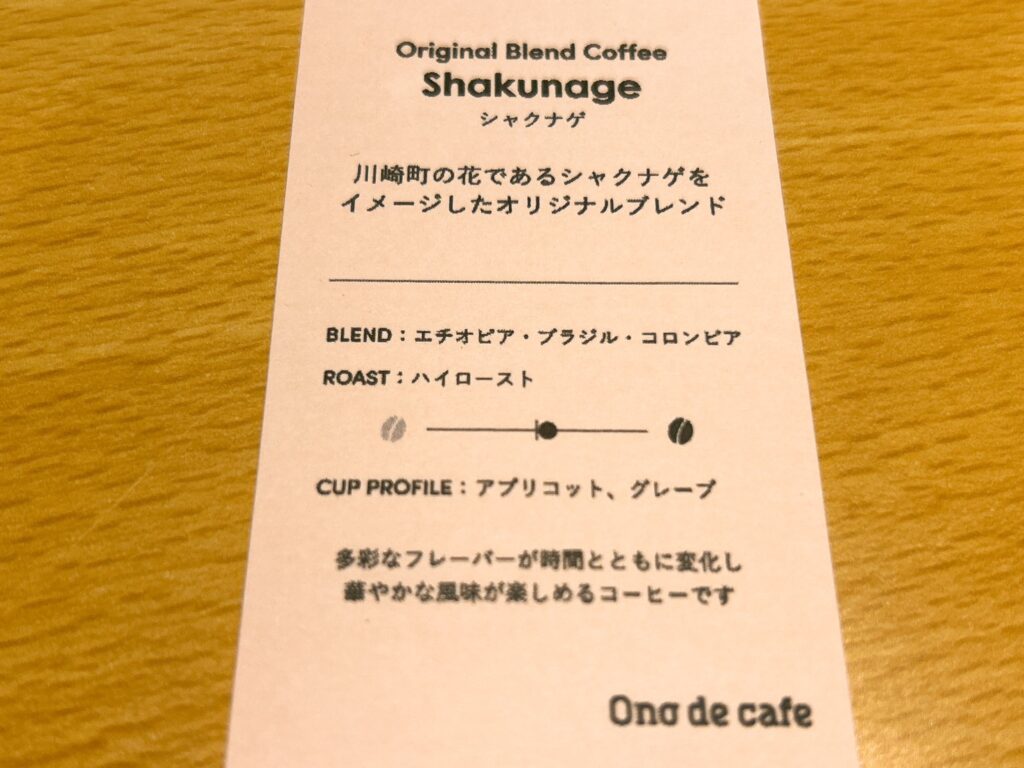 Original Blend Coffee
Shakunage
シャクナゲ
川崎町の花であるシャクナゲを
イメージしたオリジナルブレンド
BLEND：エチオピア・ブラジル・コロンビア
ROAST：ハイロースト
CUP PROFILE：アプリコット、グレープ
多彩なフレーバーが時間とともに変化し
華やかな風味が楽しめるコーヒーです
Ono de cafe